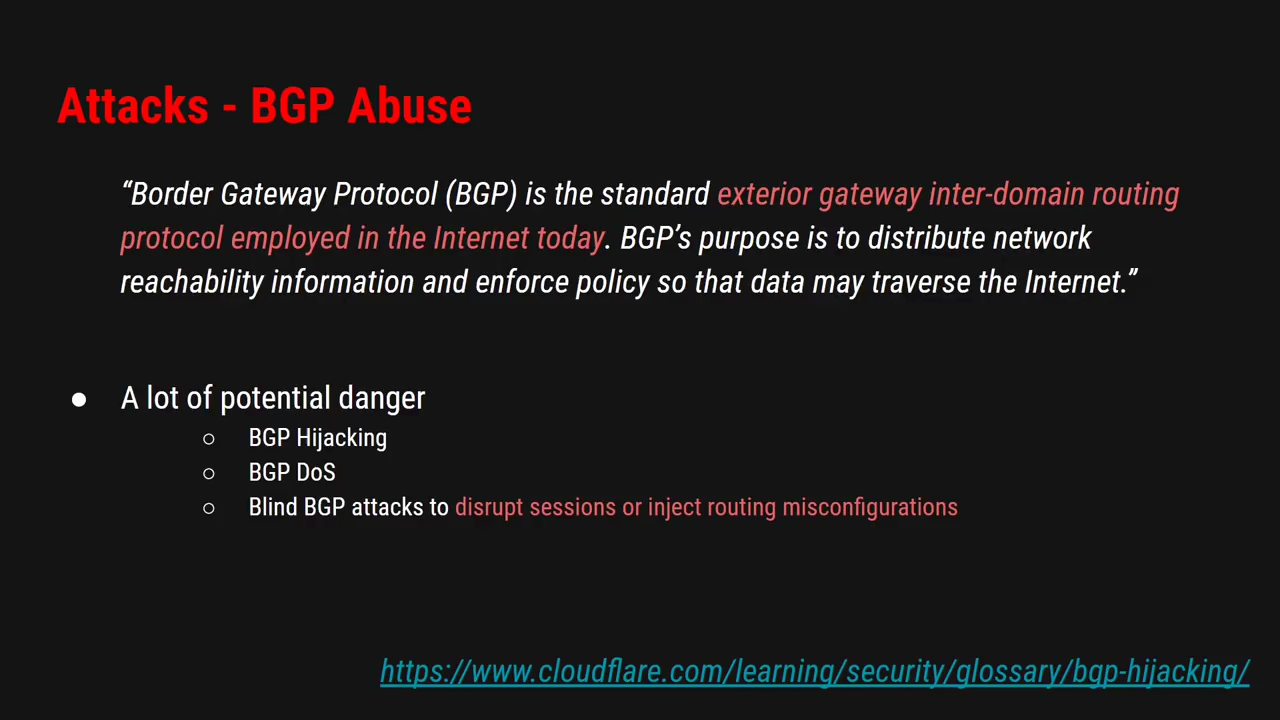 Attacks - BGP Abuse
“Border Gateway Protocol (BGP) is the standard exterior gateway inter-domain routing
protocol employed in the Internet today. BGP’s purpose is to distribute network
reachability information and enforce policy so that data may traverse the Internet.”
● A lot of potential danger
○ BGP Hijacking
○ BGP DoS
○ Blind BGP attacks to disrupt sessions or inject routing misconfigurations
https://www.cloudflare.com/learning/security/glossary/bgp-hijacking/